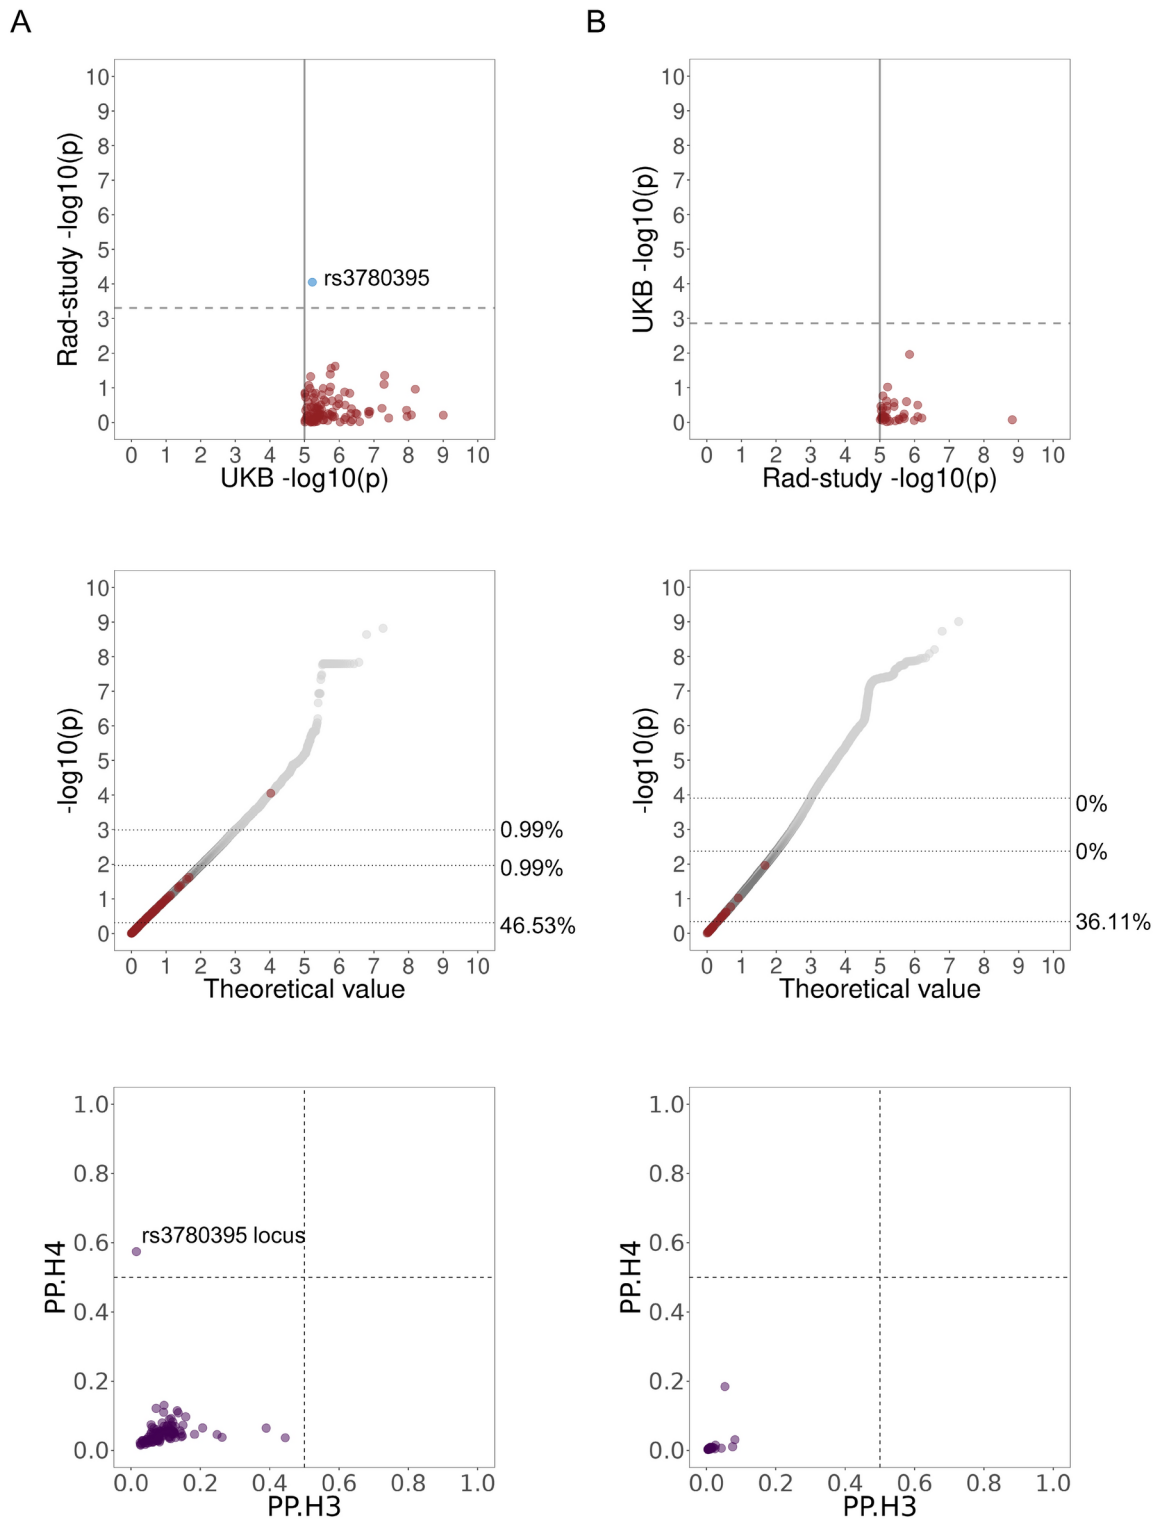 A
B
10
9
8
7
6
5
4
3
2
1
0
Rad-study -log10(p)
rs3780395
0 1 2 3 4 5 6 7 8 9 10
UKB -log10(p)
10
9
8
7
6
5
4
3
2
1
0
UKB -log10(p)
0 1 2 3 4 5 6 7 8 9 10
Rad-study -log10(p)
10
9
8
7
6
5
4
3
2
1
0
-log10(p)
0.99%
0.99%
46.53%
0 1 2 3 4 5 6 7 8 9 10
Theoretical value
10
9
8
7
6
5
4
3
2
1
0
-log10(p)
0%
0%
36.11%
0 1 2 3 4 5 6 7 8 9 10
Theoretical value
1.0
0.8
0.6
0.4
0.2
0.0
PP.H4
rs3780395 locus
0.0 0.2 0.4 0.6 0.8 1.0
PP.H3
1.0
0.8
0.6
0.4
0.2
0.0
PP.H4
0.0 0.2 0.4 0.6 0.8 1.0
PP.H3